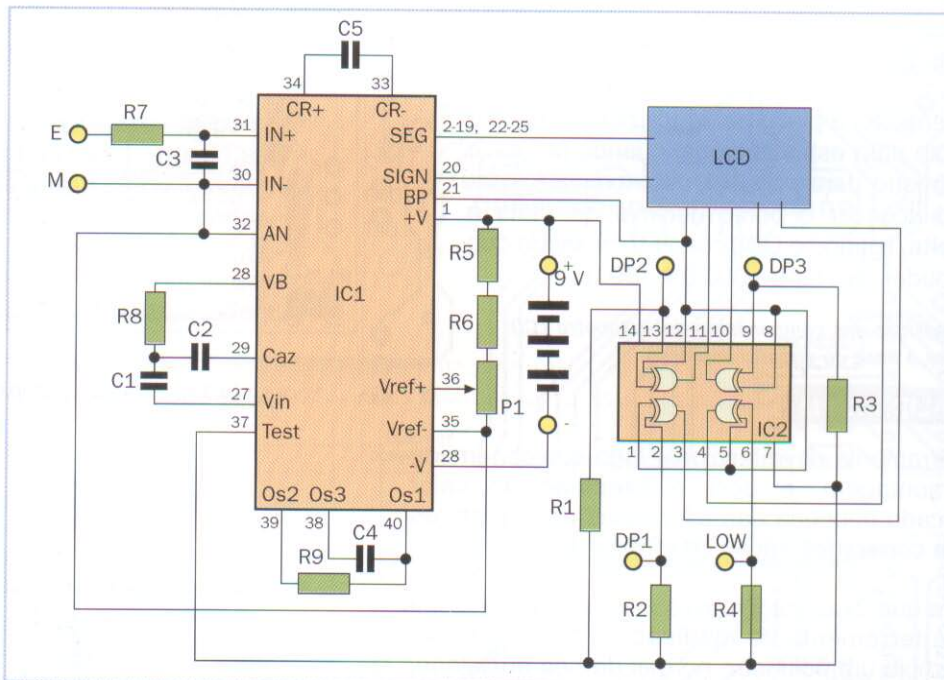 C5
34 33
CR+ CR-
E R7 31 IN+ SEG 2-19, 22-25 LCD
C3
M 30 IN- SIGN 20
BP 21
32 AN +V 1
R5 + 9 V DP2 DP3
28 VB IC1
R8 R6 14 13 12 11 10 9 8
C2 29 Caz
C1 Vref+ 36 P1 R3
27 Vin
37 Test Vref- 35 IC2
-V 28 - 1 2 3 4 5 6 7
Os2 Os3 Os1 R1
39 38 C4 40
R9 DP1 LOW
R2 R4